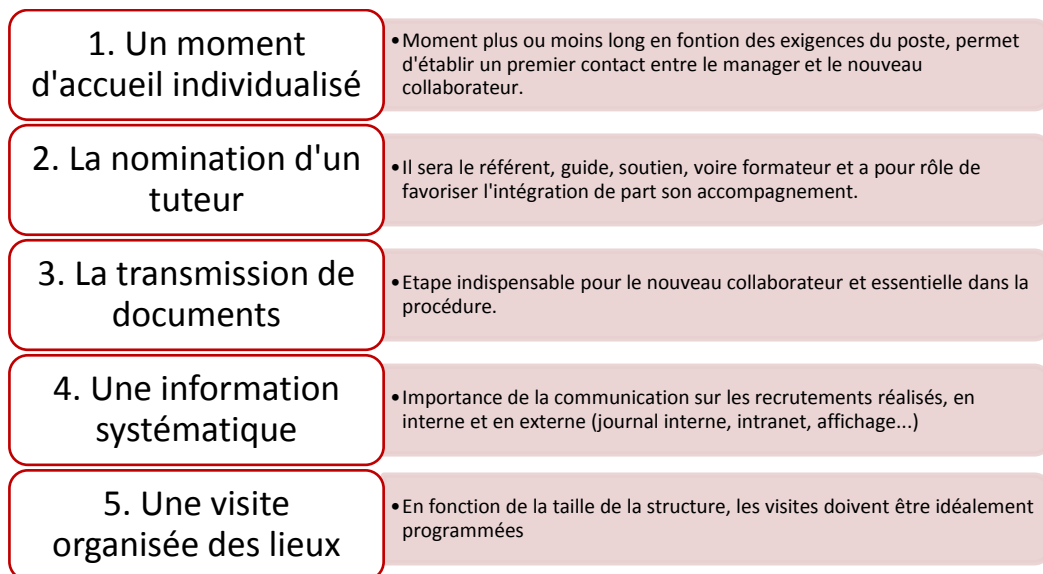 1. Un moment
d'accueil individualisé
•Moment plus ou moins long en fontion des exigences du poste, permet
d'établir un premier contact entre le manager et le nouveau
collaborateur.
2. La nomination d'un
tuteur
•Il sera le référent, guide, soutien, voire formateur et a pour rôle de
favoriser l'intégration de part son accompagnement.
3. La transmission de
documents
•Etape indispensable pour le nouveau collaborateur et essentielle dans la
procédure.
4. Une information
systématique
•Importance de la communication sur les recrutements réalisés, en
interne et en externe (journal interne, intranet, affichage...)
5. Une visite
organisée des lieux
•En fonction de la taille de la structure, les visites doivent être idéalement
programmées